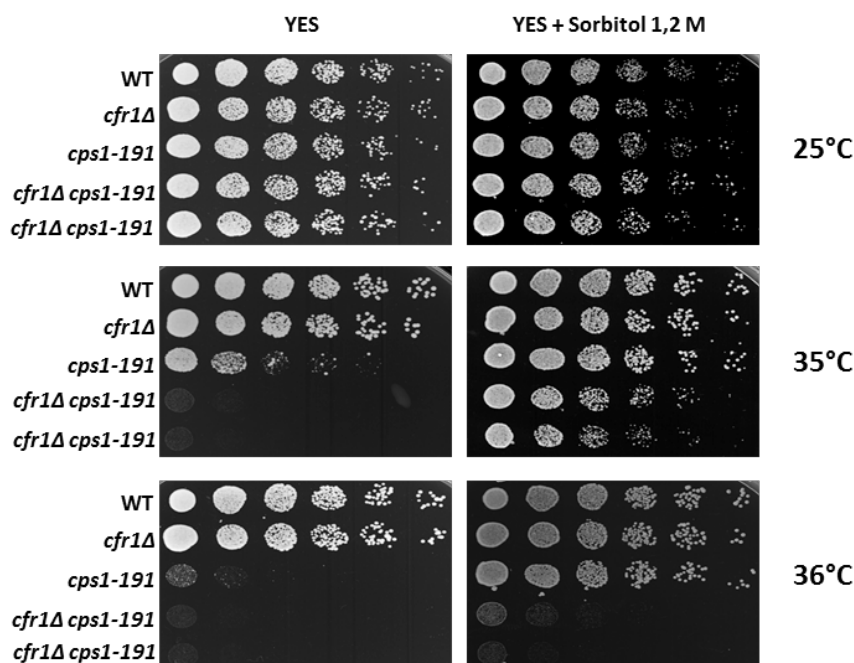 YES YES + Sorbitol 1,2 M
WT
cfr1Δ
cps1-191
cfr1Δ cps1-191
cfr1Δ cps1-191
25°C
WT
cfr1Δ
cps1-191
cfr1Δ cps1-191
cfr1Δ cps1-191
35°C
WT
cfr1Δ
cps1-191
cfr1Δ cps1-191
cfr1Δ cps1-191
36°C